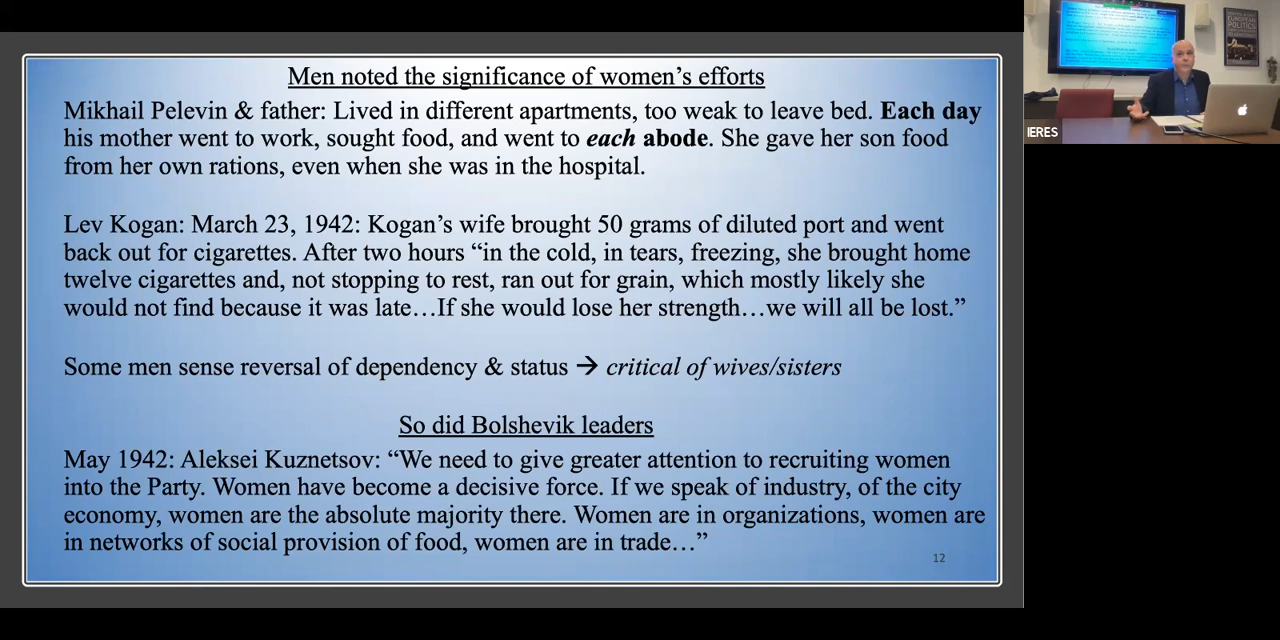 Men noted the significance of women's efforts
Mikhail Pelevin & father: Lived in different apartments, too weak to leave bed. Each day
his mother went to work, sought food, and went to each abode. She gave her son food
from her own rations, even when she was in the hospital.
Lev Kogan: March 23, 1942: Kogan's wife brought 50 grams of diluted port and went
back out for cigarettes. After two hours “in the cold, in tears, freezing, she brought home
twelve cigarettes and, not stopping to rest, ran out for grain, which mostly likely she
would not find because it was late…If she would lose her strength…we will all be lost.”
Some men sense reversal of dependency & status → critical of wives/sisters
So did Bolshevik leaders
May 1942: Aleksei Kuznetsov: “We need to give greater attention to recruiting women
into the Party. Women have become a decisive force. If we speak of industry, of the city
economy, women are the absolute majority there. Women are in organizations, women are
in networks of social provision of food, women are in trade…”
12
EUROPEAN
POLITICS
IERES